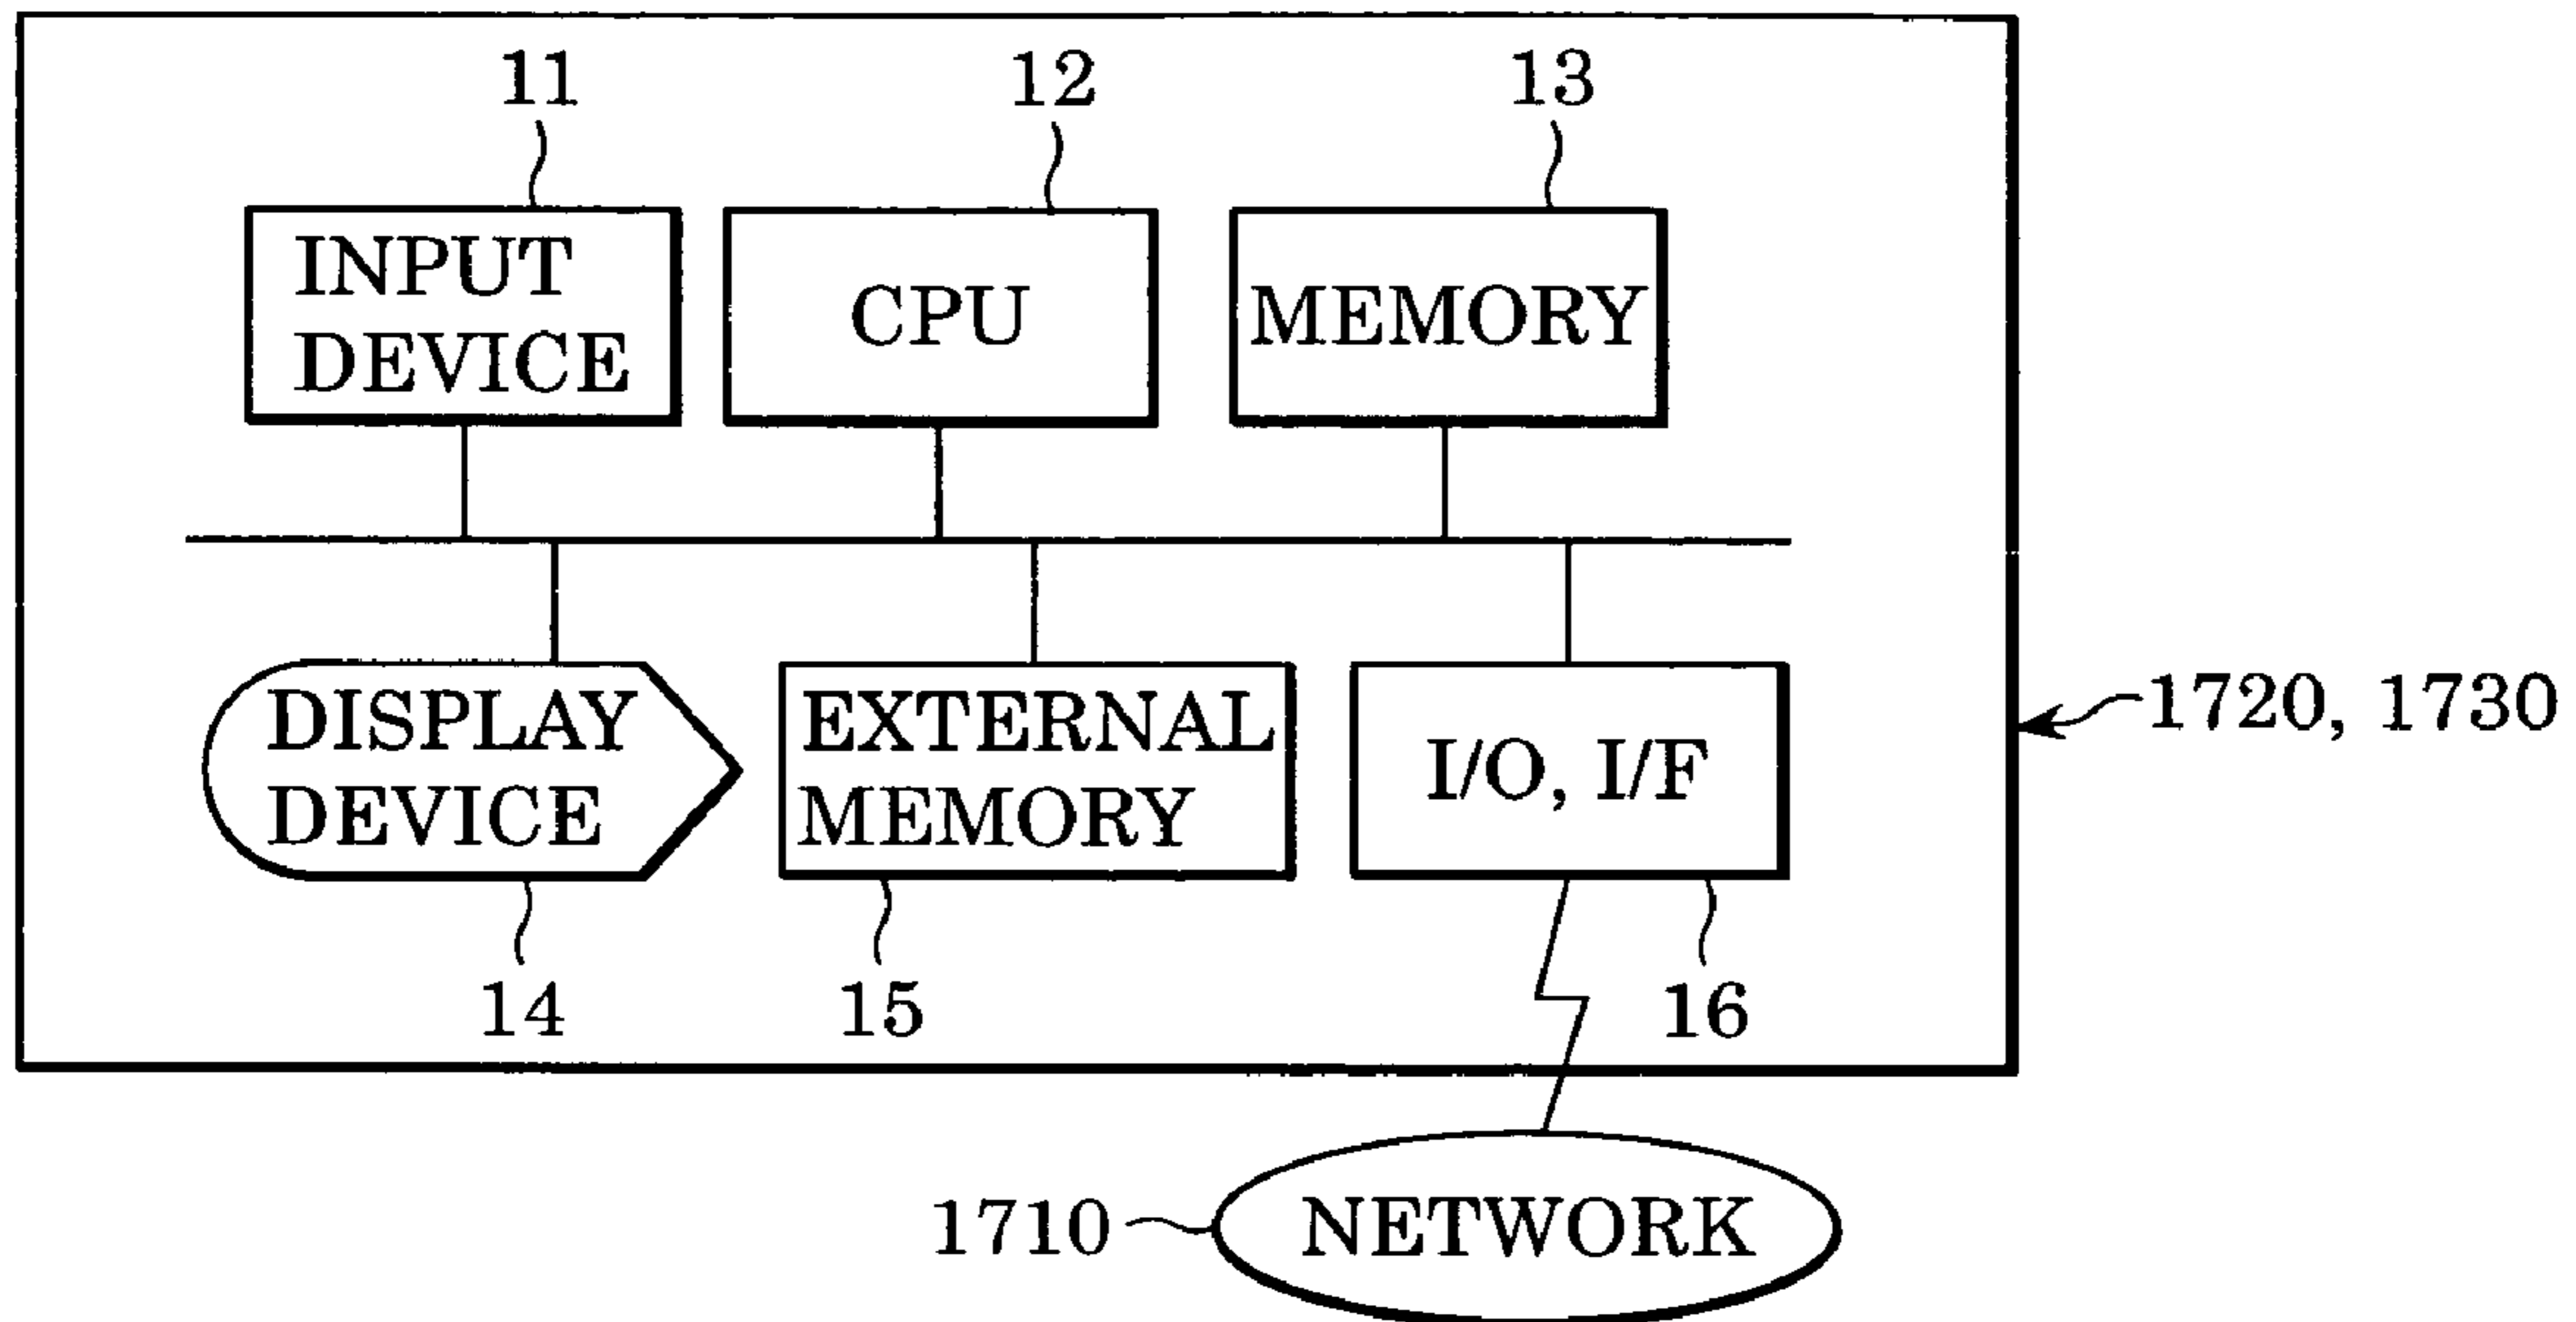 11
12
13
INPUT
DEVICE
CPU
MEMORY
DISPLAY
DEVICE
EXTERNAL
MEMORY
I/O, I/F
1720, 1730
14
15
16
1710
NETWORK